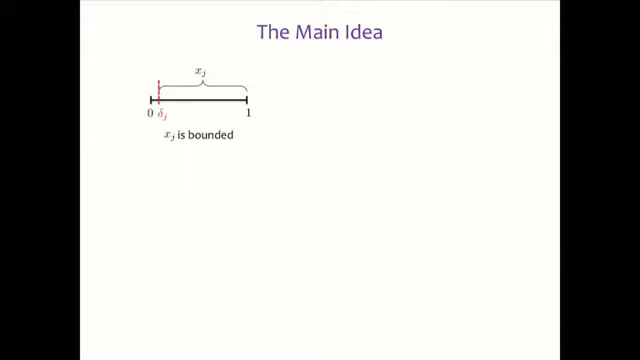 The Main Idea
x_j
0 δ_j 1
x_j is bounded